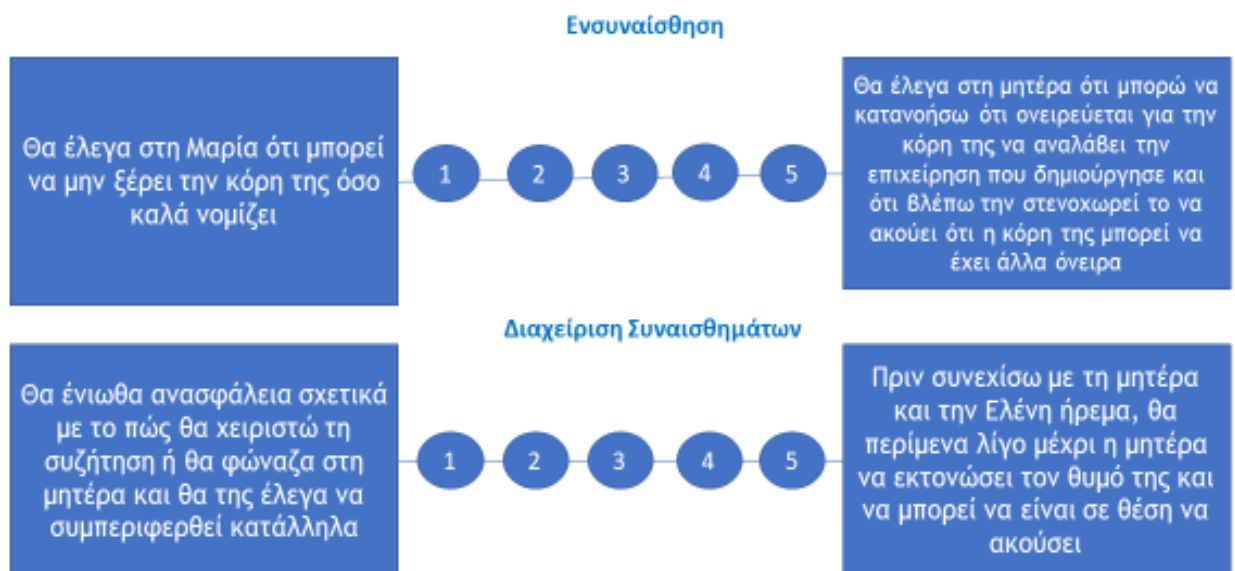 Ενσυναίσθηση
Θα έλεγα στη Μαρία ότι μπορεί
να μην ξέρει την κόρη της όσο
καλά νομίζει
1 2 3 4 5
Θα έλεγα στη μητέρα ότι μπορώ να
κατανοήσω ότι ονειρεύεται για την
κόρη της να αναλάβει την
επιχείρηση που δημιούργησε και
ότι βλέπω την στενοχωρεί το να
ακούει ότι η κόρη της μπορεί να
έχει άλλα όνειρα
Διαχείριση Συναισθημάτων
Θα ένιωθα ανασφάλεια σχετικά
με το πώς θα χειριστώ τη
συζήτηση ή θα φώναζα στη
μητέρα και θα της έλεγα να
συμπεριφερθεί κατάλληλα
1 2 3 4 5
Πριν συνεχίσω με τη μητέρα
και την Ελένη ήρεμα, θα
περίμενα λίγο μέχρι η μητέρα
να εκτονώσει τον θυμό της και
να μπορεί να είναι σε θέση να
ακούσει